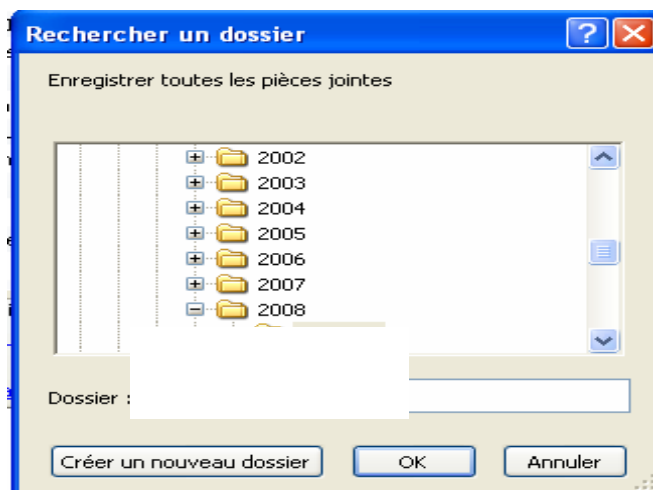 Rechercher un dossier
Enregistrer toutes les pièces jointes
2002
2003
2004
2005
2006
2007
2008
Dossier :
Créer un nouveau dossier OK Annuler